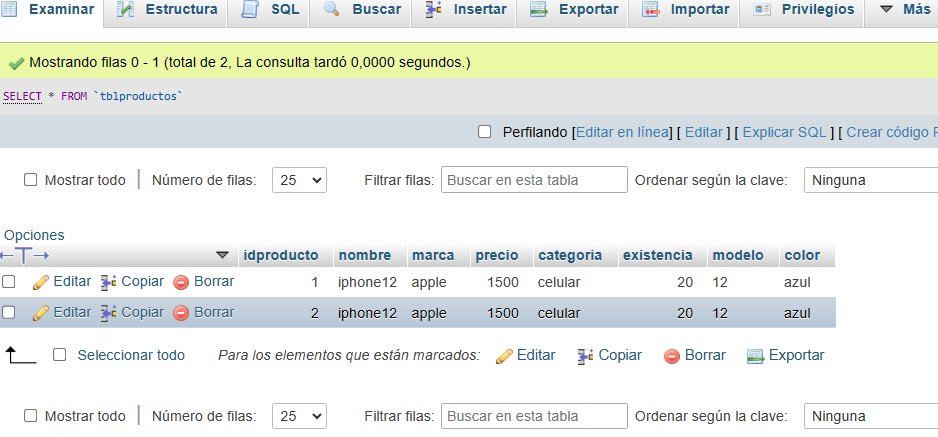 Examinar Estructura SQL Buscar Insertar Exportar Importar Privilegios Más
Mostrando filas 0 - 1 (total de 2, La consulta tardó 0,0000 segundos.)
SELECT * FROM `tblproductos`
Perfilando [Editar en línea] [ Editar ] [ Explicar SQL ] [ Crear código P
Mostrar todo Número de filas: 25 Filtrar filas: Buscar en esta tabla Ordenar según la clave: Ninguna
Opciones
←T→ idproducto nombre marca precio categoria existencia modelo color
Editar Copiar Borrar 1 iphone12 apple 1500 celular 20 12 azul
Editar Copiar Borrar 2 iphone12 apple 1500 celular 20 12 azul
Seleccionar todo Para los elementos que están marcados: Editar Copiar Borrar Exportar
Mostrar todo Número de filas: 25 Filtrar filas: Buscar en esta tabla Ordenar según la clave: Ninguna